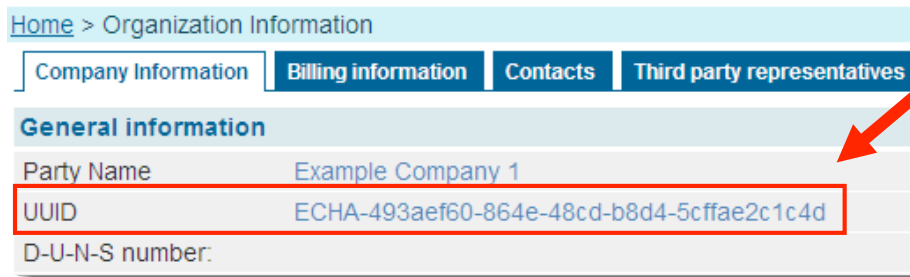 Home > Organization Information
Company Information Billing information Contacts Third party representatives
General information
Party Name Example Company 1
UUID ECHA-493aef60-864e-48cd-b8d4-5cffae2c1c4d
D-U-N-S number: